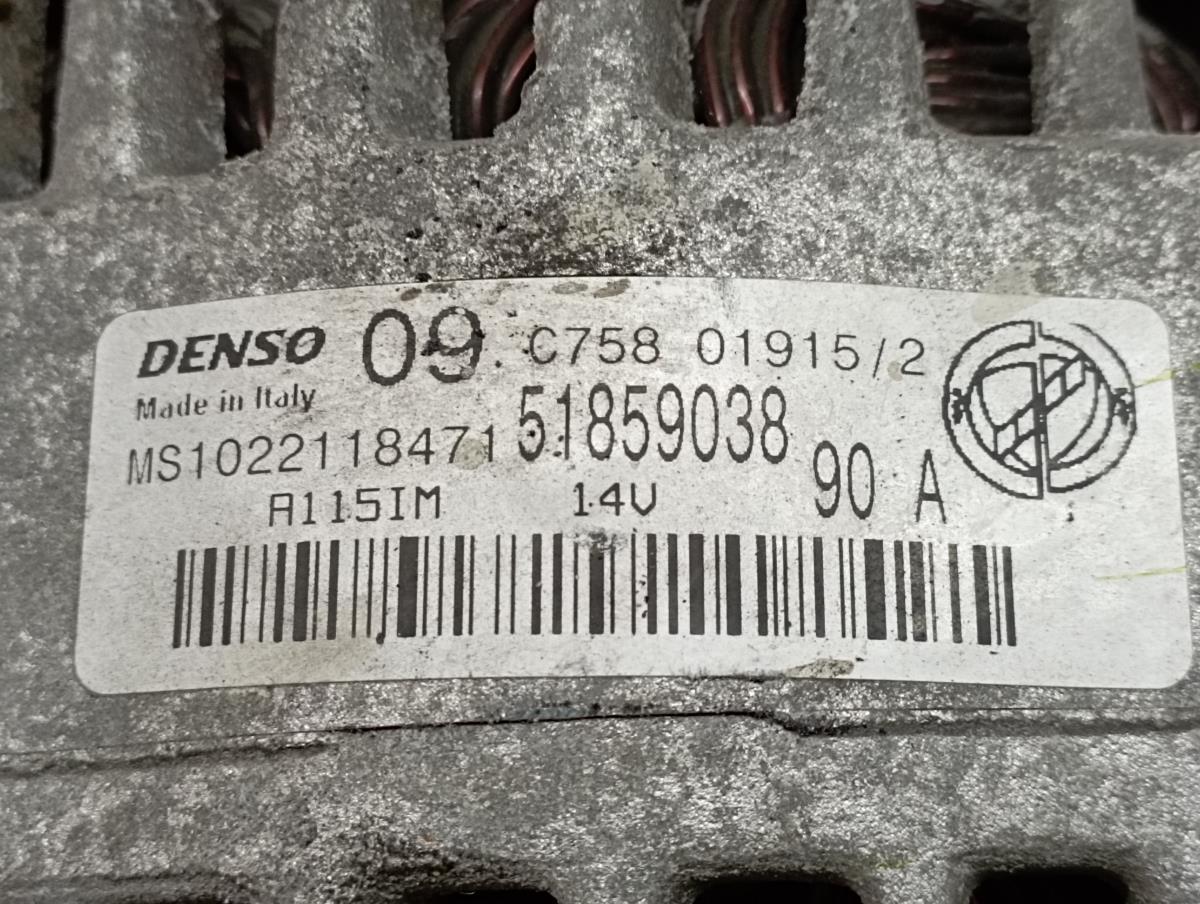 DENSO 09. C758 01915/2
Made in Italy
MS1022118471 51859038
90 A
A115IM 14V